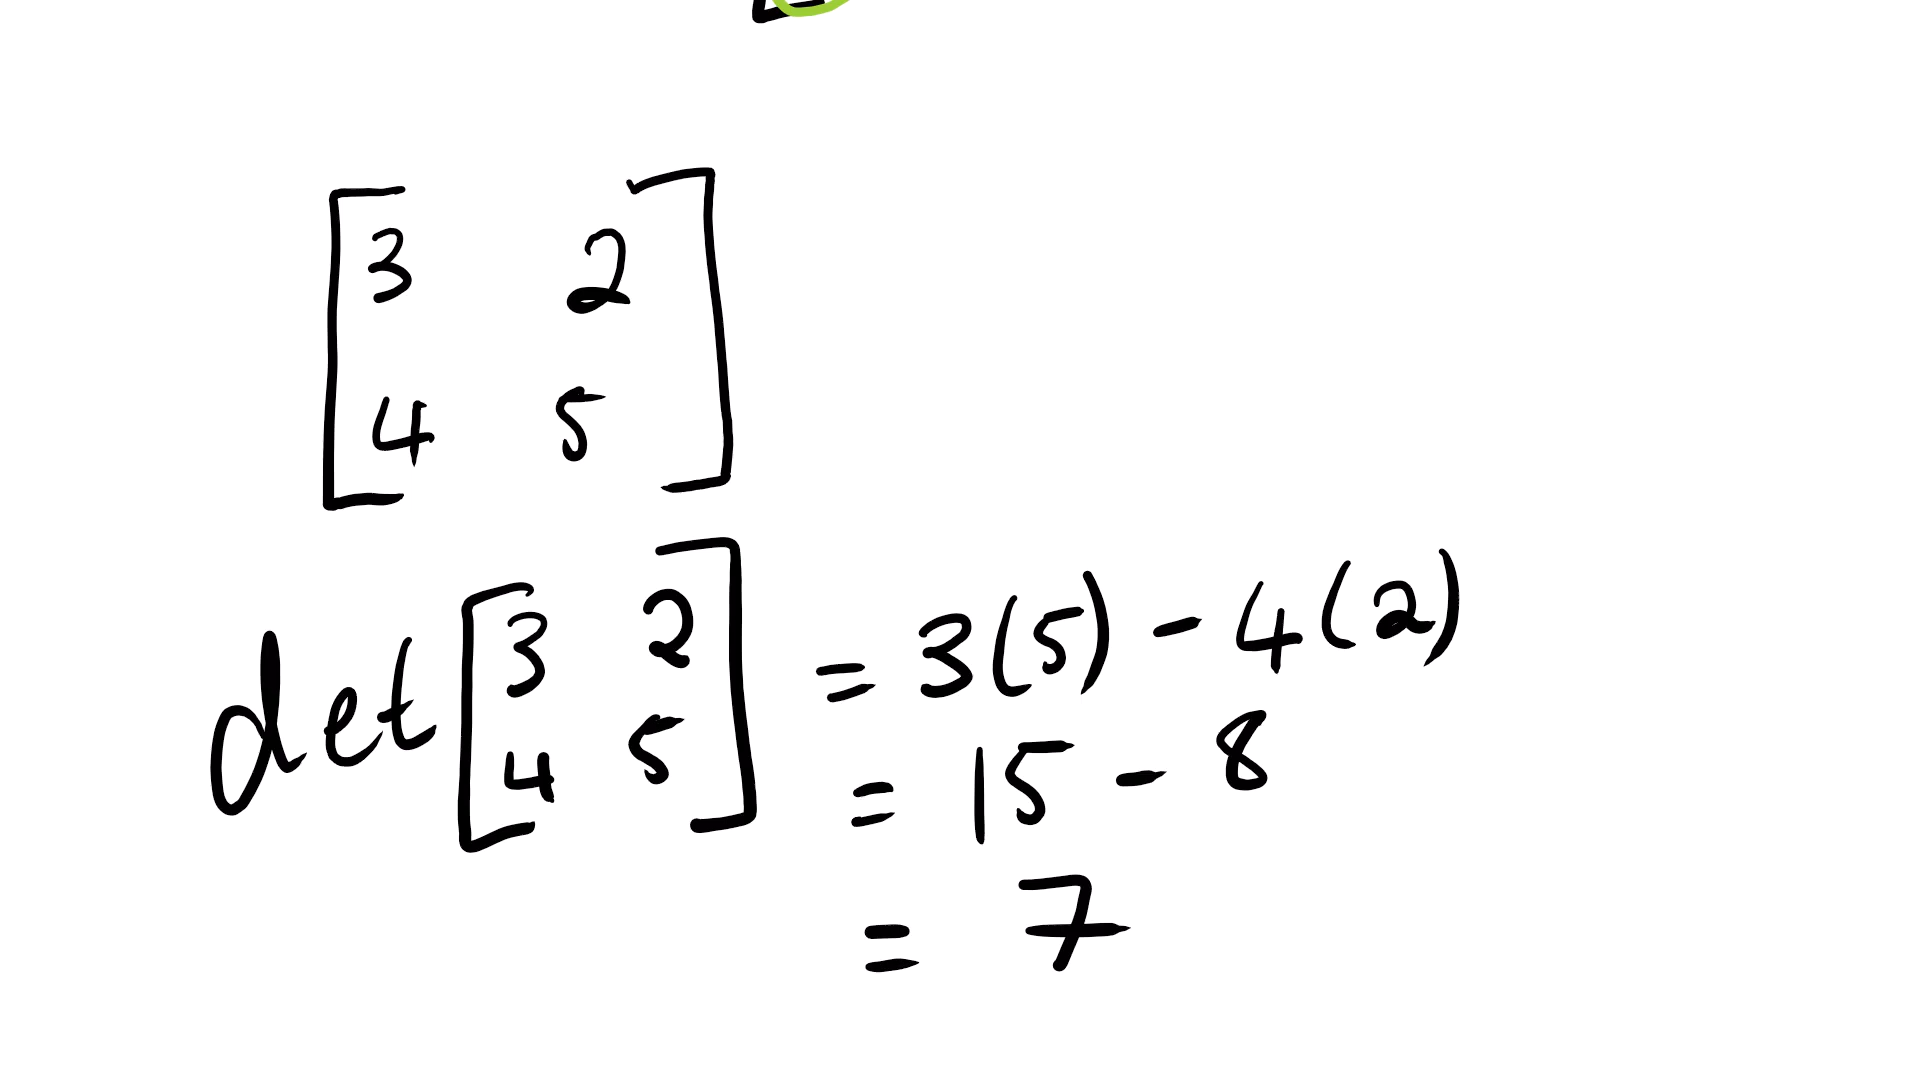 3 2
4 5
det [3 2 = 3(5) - 4(2)
4 5]
= 15 - 8
= 7